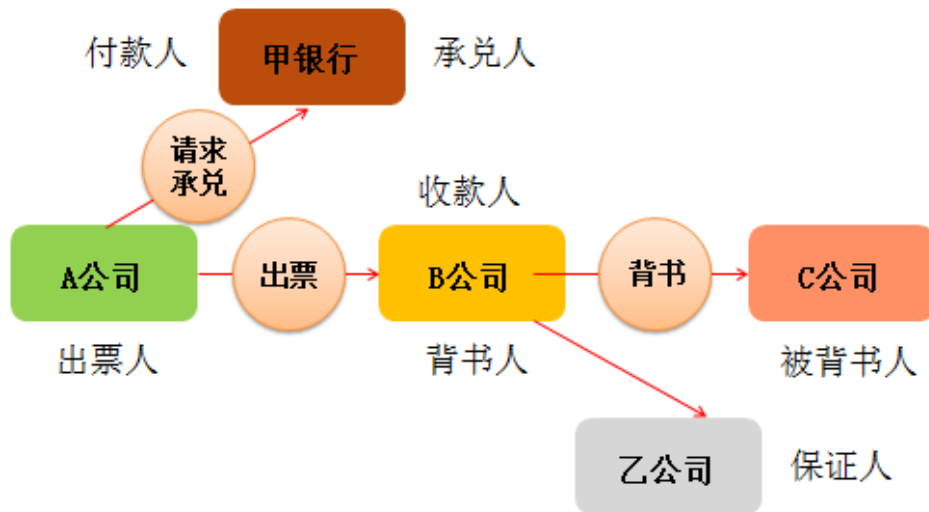 付款人
甲银行
承兑人
请求
承兑
收款人
A公司
出票
B公司
背书
C公司
出票人
背书人
被背书人
乙公司
保证人